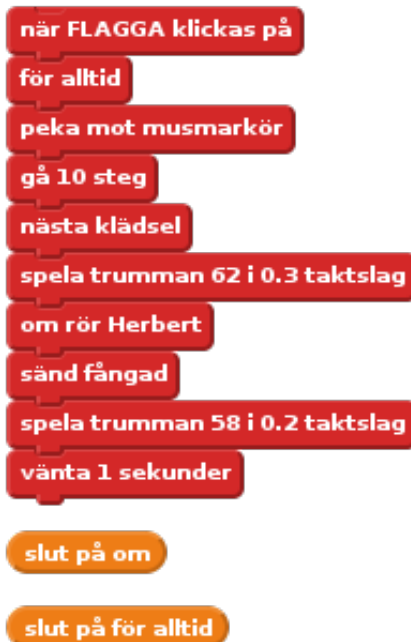 när FLAGGA klickas på
för alltid
peka mot musmarkör
gå 10 steg
nästa klädsel
spela trumman 62 i 0.3 taktslag
om rör Herbert
sänd fångad
spela trumman 58 i 0.2 taktslag
vänta 1 sekunder
slut på om
slut på för alltid